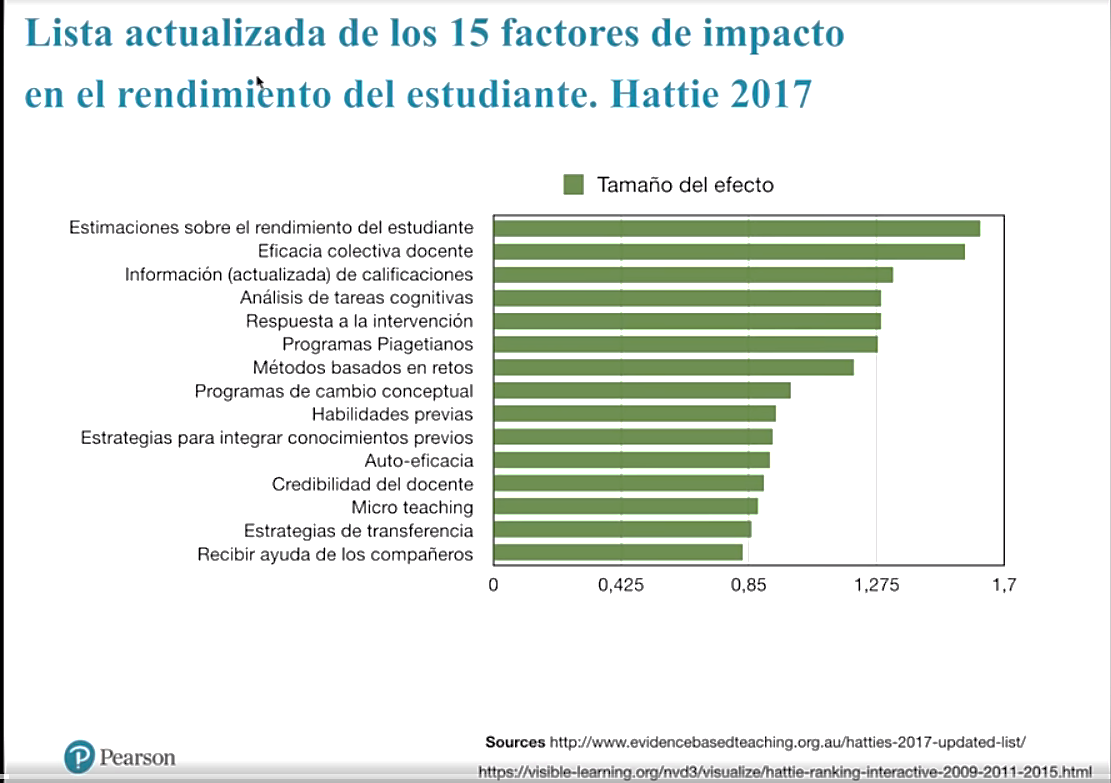 Lista actualizada de los 15 factores de impacto
en el rendimiento del estudiante. Hattie 2017
Tamaño del efecto
Estimaciones sobre el rendimiento del estudiante
Eficacia colectiva docente
Información (actualizada) de calificaciones
Análisis de tareas cognitivas
Respuesta a la intervención
Programas Piagetianos
Métodos basados en retos
Programas de cambio conceptual
Habilidades previas
Estrategias para integrar conocimientos previos
Auto-eficacia
Credibilidad del docente
Micro teaching
Estrategias de transferencia
Recibir ayuda de los compañeros
0 0,425 0,85 1,275 1,7
Sources http://www.evidencebasedteaching.org.au/hatties-2017-updated-list/
Pearson
https://visible-learning.org/nvd3/visualize/hattie-ranking-interactive-2009-2011-2015.html